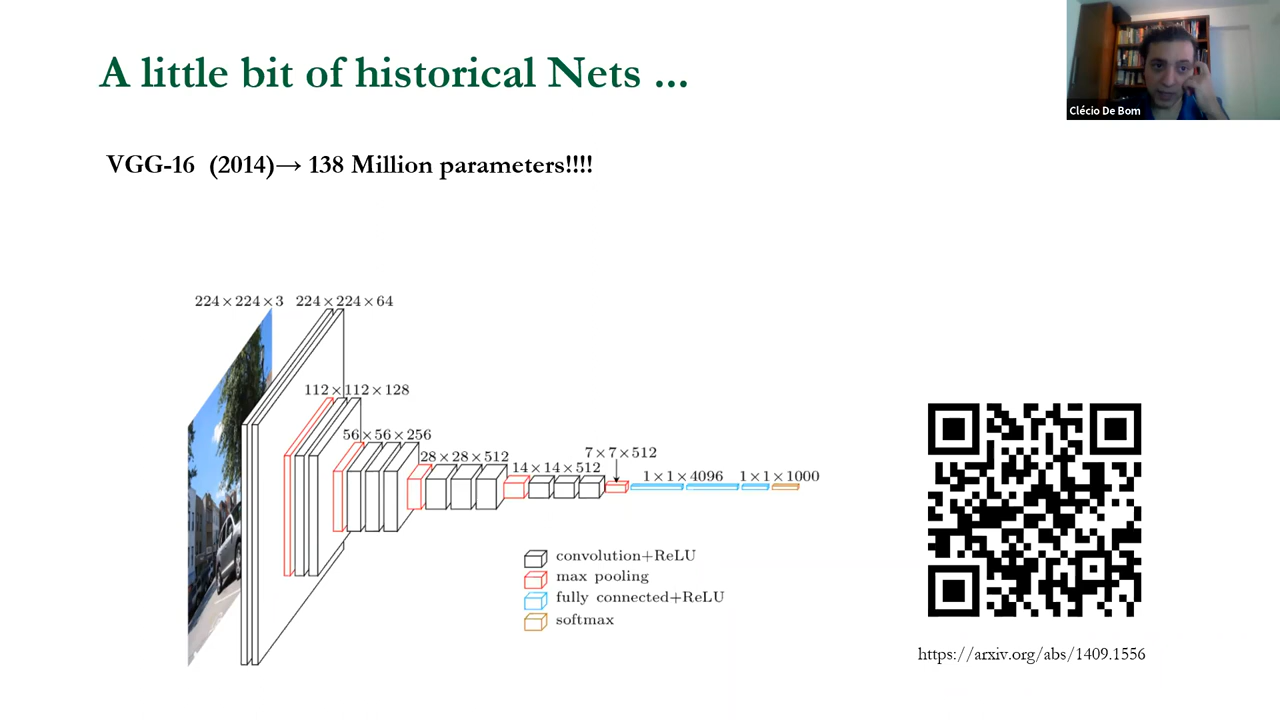 A little bit of historical Nets ...
Clécio De Bom
VGG-16 (2014)→ 138 Million parameters!!!!
224×224×3 224×224×64
112×112×128
56×56×256
28×28×512
14×14×512
7×7×512
1×1×4096 1×1×1000
convolution+ReLU
max pooling
fully connected+ReLU
softmax
https://arxiv.org/abs/1409.1556